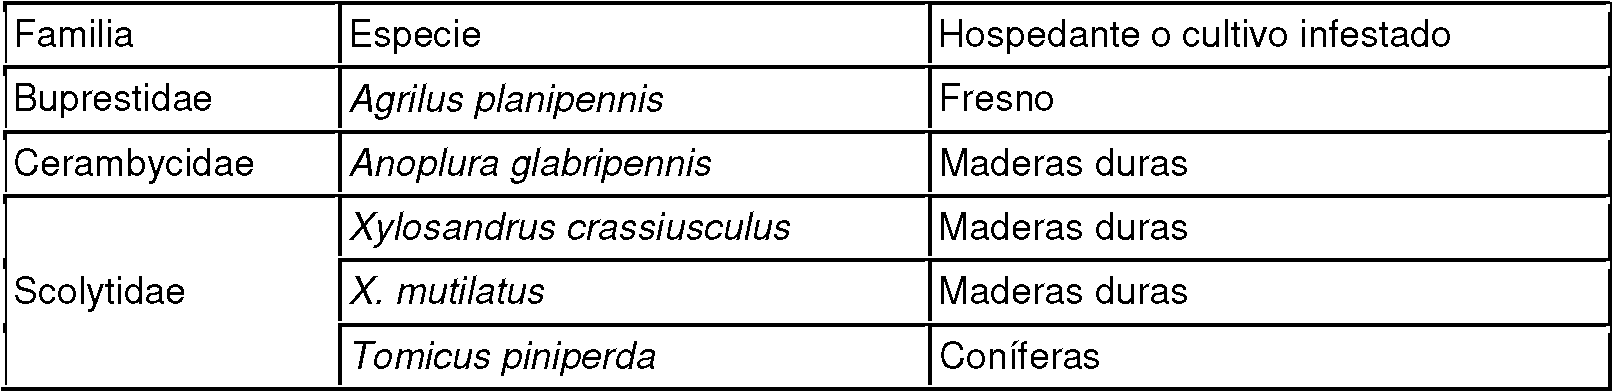 Familia Especie Hospedante o cultivo infestado
Buprestidae Agrilus planipennis Fresno
Cerambycidae Anoplura glabripennis Maderas duras
Xylosandrus crassiusculus Maderas duras
Scolytidae X. mutilatus Maderas duras
Tomicus piniperda Coníferas